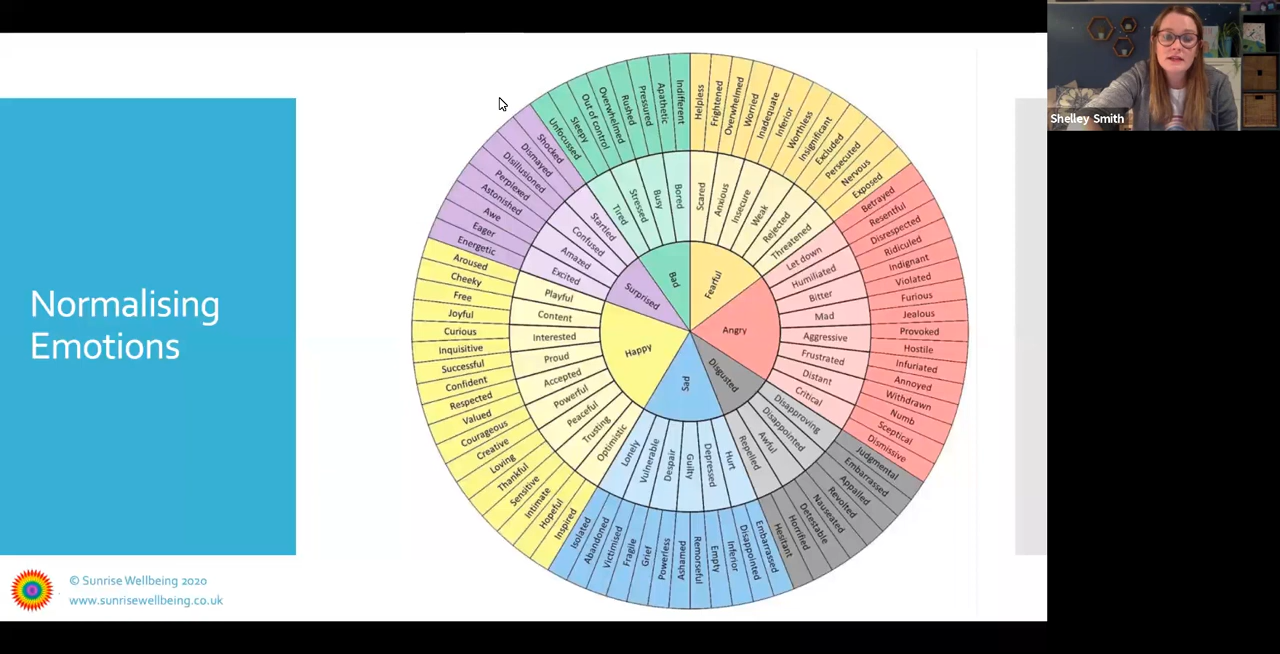 Normalising
Emotions
© Sunrise Wellbeing 2020
www.sunrisewellbeing.co.uk
Shelley Smith
Bad
Fearful
Angry
Disgusted
Sad
Happy
Surprised
Tired
Stressed
Busy
Bored
Scared
Anxious
Insecure
Weak
Rejected
Threatened
Let down
Humiliated
Bitter
Mad
Aggressive
Frustrated
Distant
Critical
Disapproving
Disappointed
Awful
Repelled
Hurt
Depressed
Guilty
Despair
Vulnerable
Lonely
Optimistic
Trusting
Peaceful
Powerful
Accepted
Proud
Interested
Content
Playful
Excited
Amazed
Confused
Startled
Unfocussed
Sleepy
Out of control
Overwhelmed
Rushed
Pressured
Apathetic
Indifferent
Helpless
Frightened
Overwhelmed
Worried
Inadequate
Inferior
Worthless
Insignificant
Excluded
Persecuted
Nervous
Exposed
Betrayed
Resentful
Disrespected
Ridiculed
Indignant
Violated
Furious
Jealous
Provoked
Hostile
Infuriated
Annoyed
Withdrawn
Numb
Sceptical
Dismissive
Judgmental
Embarrassed
Appalled
Revolted
Nauseated
Detestable
Horrified
Hesitant
Embarrassed
Disappointed
Inferior
Empty
Remorseful
Ashamed
Powerless
Grief
Fragile
Victimised
Abandoned
Isolated
Inspired
Hopeful
Intimate
Sensitive
Thankful
Loving
Creative
Courageous
Valued
Respected
Confident
Successful
Inquisitive
Curious
Joyful
Free
Cheeky
Aroused
Energetic
Eager
Awe
Astonished
Perplexed
Disillusioned
Dismayed
Shocked